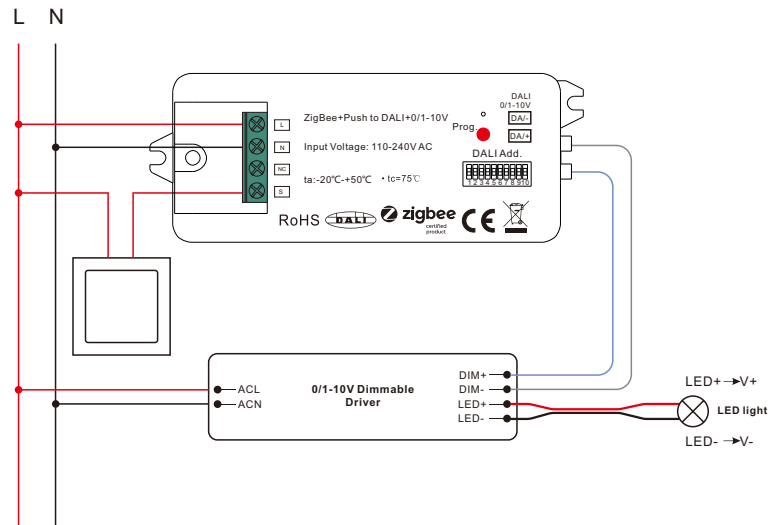 L N
DALI
0/1-10V
L
ZigBee+Push to DALI+0/1-10V
DA/-
Prog.
N
Input Voltage: 110-240V AC
DA/+
DALI Add.
NC
ta:-20℃-+50℃ • tc=75℃
1 2 3 4 5 6 7 8 9 10
S
RoHS DALI zigbee CE
certified
product
DIM+
ACL
0/1-10V Dimmable
Driver
DIM-
ACN
LED+
LED-
LED+ →V+
LED light
LED- →V-